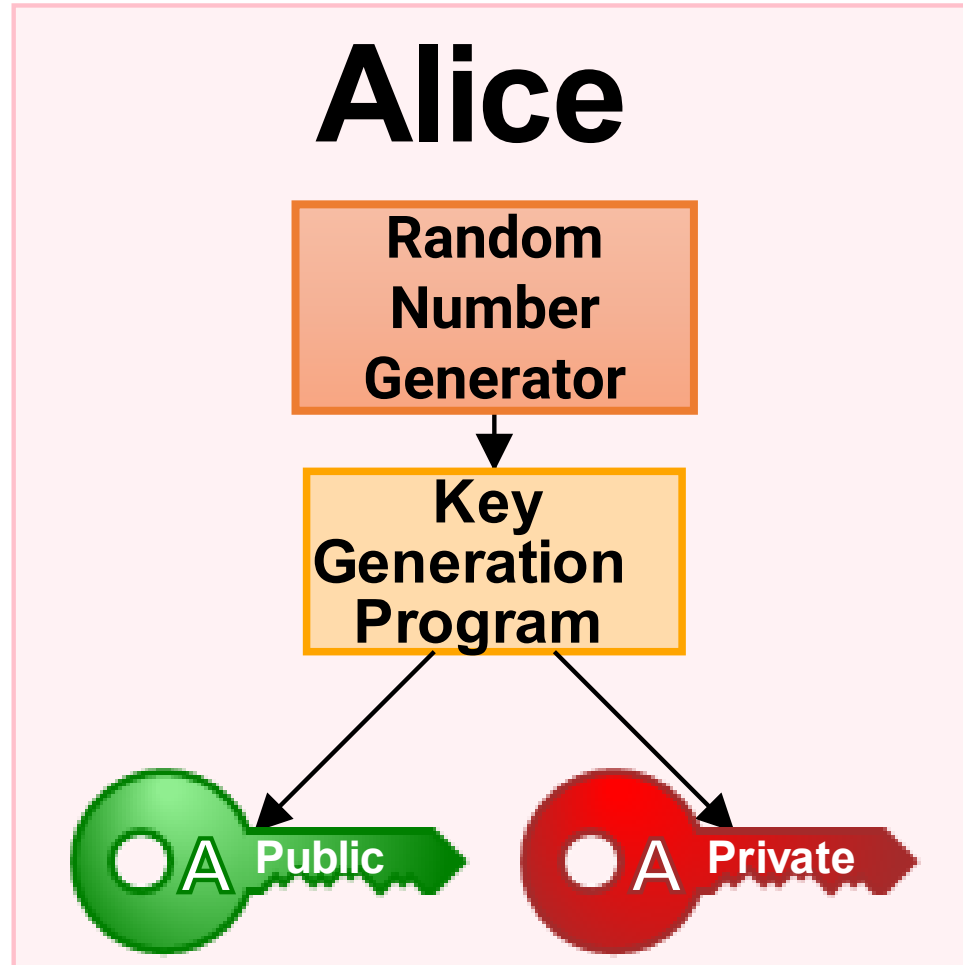 Alice
Random
Number
Generator
Key
Generation
Program
A Public
A Private